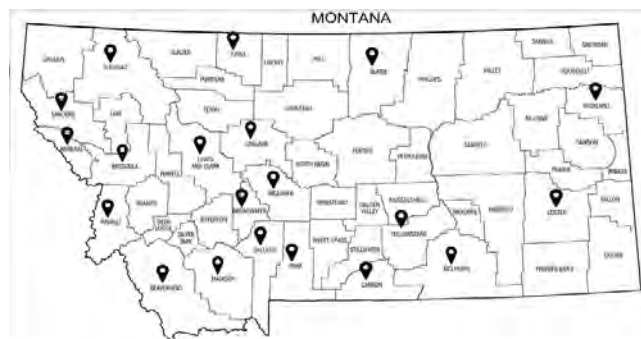 MONTANA
LINCOLN
GLACIER
TOOLE
LIBERTY
HILL
BLAINE
PHILLIPS
VALLEY
DANIELS
SHERIDAN
ROOSEVELT
PONDERA
TETON
CHOUTEAU
SANDERS
LAKE
RICHLAND
MCCONE
GARFIELD
DAWSON
LEWIS
AND CLARK
CASCADE
FERGUS
PETROLEUM
JUDITH BASIN
MINERAL
MISSOULA
POWELL
PRAIRIE
WIBAUX
MEAGHER
WHEATLAND
GOLDEN
VALLEY
MUSSELSHELL
ROSEBUD
TREASURE
CUSTER
FALLON
RAVALLI
GRANITE
JEFFERSON
BROADWATER
DEER
LODGE
SILVER
BOW
YELLOWSTONE
SWEET GRASS
STILLWATER
GALLATIN
PARK
BIG HORN
CARBON
POWDER RIVER
CARTER
MADISON
BEAVERHEAD